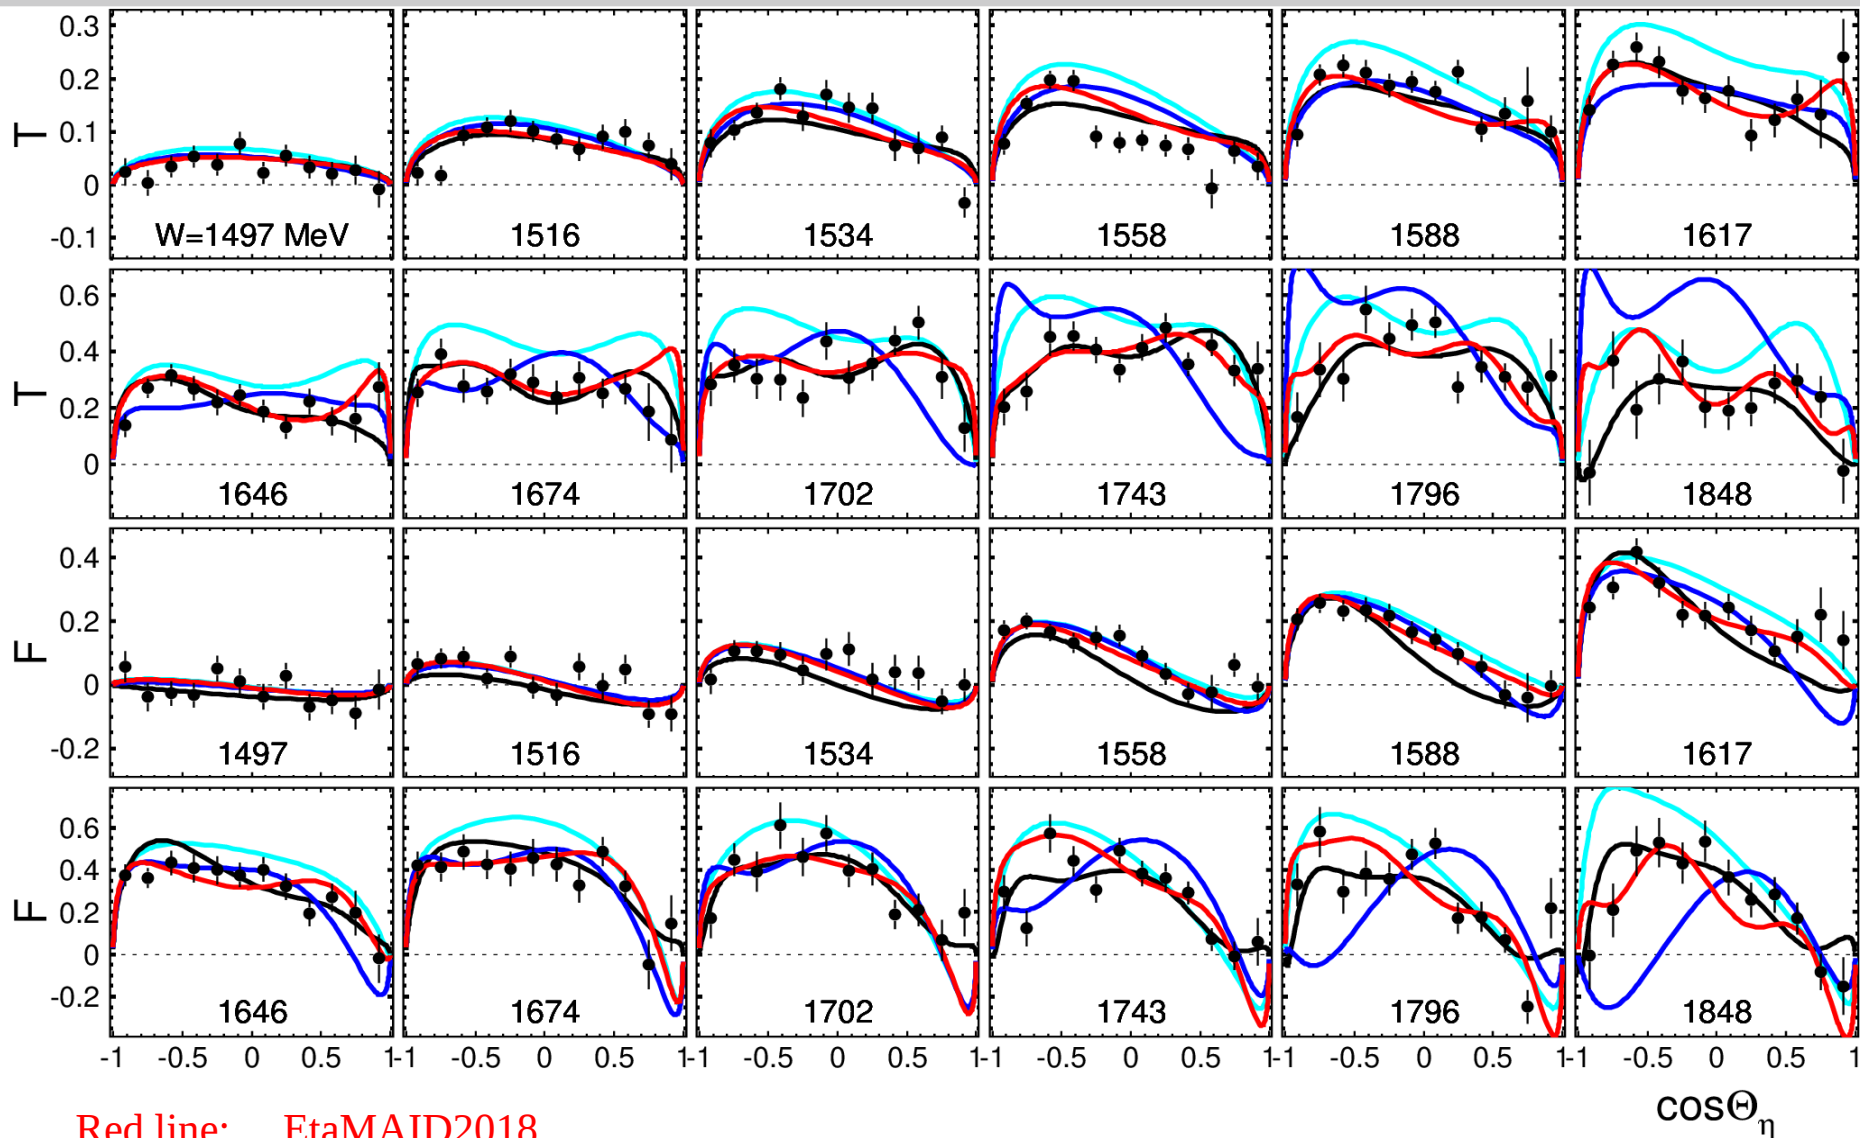 0.3
0.2
0.1
0
-0.1
T
W=1497 MeV 1516 1534 1558 1588 1617
0.6
0.4
0.2
0
T
1646 1674 1702 1743 1796 1848
0.4
0.2
0
-0.2
F
1497 1516 1534 1558 1588 1617
0.6
0.4
0.2
0
-0.2
F
1646 1674 1702 1743 1796 1848
-1 -0.5 0 0.5 1 -1 -0.5 0 0.5 1 -1 -0.5 0 0.5 1 -1 -0.5 0 0.5 1 -1 -0.5 0 0.5 1 -1 -0.5 0 0.5 1
cosΘη
Red line: EtaMAID2018